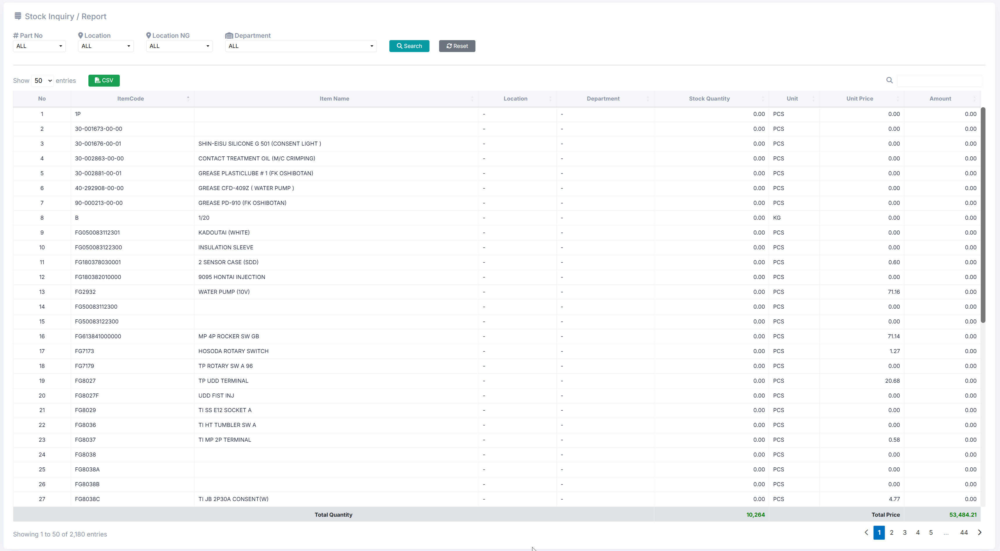 Stock Inquiry / Report
# Part No Location Location NG Department
ALL ALL ALL ALL Search Reset
Show 50 entries CSV
No ItemCode Item Name Location Department Stock Quantity Unit Unit Price Amount
1 1P - - 0.00 PCS 0.00 0.00
2 30-001673-00-00 - - 0.00 PCS 0.00 0.00
3 30-001676-00-01 SHIN-EISU SILICONE G 501 (CONSENT LIGHT ) - - 0.00 PCS 0.00 0.00
4 30-002863-00-00 CONTACT TREATMENT OIL (M/C CRIMPING) - - 0.00 PCS 0.00 0.00
5 30-002881-00-01 GREASE PLASTICLUBE # 1 (FK OSHIBOTAN) - - 0.00 PCS 0.00 0.00
6 40-292908-00-00 GREASE CFD-409Z ( WATER PUMP ) - - 0.00 PCS 0.00 0.00
7 90-000213-00-00 GREASE PD-910 (FK OSHIBOTAN) - - 0.00 PCS 0.00 0.00
8 B 1/20 - - 0.00 KG 0.00 0.00
9 FG050083112301 KADOUTAI (WHITE) - - 0.00 PCS 0.00 0.00
10 FG050083122300 INSULATION SLEEVE - - 0.00 PCS 0.00 0.00
11 FG180378030001 2 SENSOR CASE (SDD) - - 0.00 PCS 0.60 0.00
12 FG180382010000 9095 HONTAI INJECTION - - 0.00 PCS 0.00 0.00
13 FG2932 WATER PUMP (10V) - - 0.00 PCS 71.16 0.00
14 FG50083112300 - - 0.00 PCS 0.00 0.00
15 FG50083122300 - - 0.00 PCS 0.00 0.00
16 FG613841000000 MP 4P ROCKER SW GB - - 0.00 PCS 71.14 0.00
17 FG7173 HOSODA ROTARY SWITCH - - 0.00 PCS 1.27 0.00
18 FG7179 TP ROTARY SW A 96 - - 0.00 PCS 0.00 0.00
19 FG8027 TP UDD TERMINAL - - 0.00 PCS 20.68 0.00
20 FG8027F UDD FIST INJ - - 0.00 PCS 0.00 0.00
21 FG8029 TI SS E12 SOCKET A - - 0.00 PCS 0.00 0.00
22 FG8036 TI HT TUMBLER SW A - - 0.00 PCS 0.00 0.00
23 FG8037 TI MP 2P TERMINAL - - 0.00 PCS 0.58 0.00
24 FG8038 - - 0.00 PCS 0.00 0.00
25 FG8038A - - 0.00 PCS 0.00 0.00
26 FG8038B - - 0.00 PCS 0.00 0.00
27 FG8038C TI JB 2P30A CONSENT(W) - - 0.00 PCS 4.77 0.00
Total Quantity 10,264 Total Price 53,484.21
Showing 1 to 50 of 2,180 entries 1 2 3 4 5 ... 44